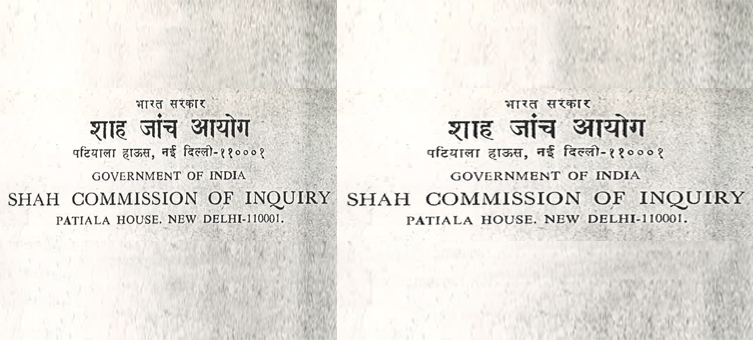 भारत सरकार
शाह जांच आयोग
पटियाला हाऊस, नई दिल्ली-११०००१
GOVERNMENT OF INDIA
SHAH COMMISSION OF INQUIRY
PATIALA HOUSE. NEW DELHI-110001.
भारत सरकार
शाह जांच आयोग
पटियाला हाऊस, नई दिल्ली-११०००१
GOVERNMENT OF INDIA
SHAH COMMISSION OF INQUIRY
PATIALA HOUSE. NEW DELHI-110001.